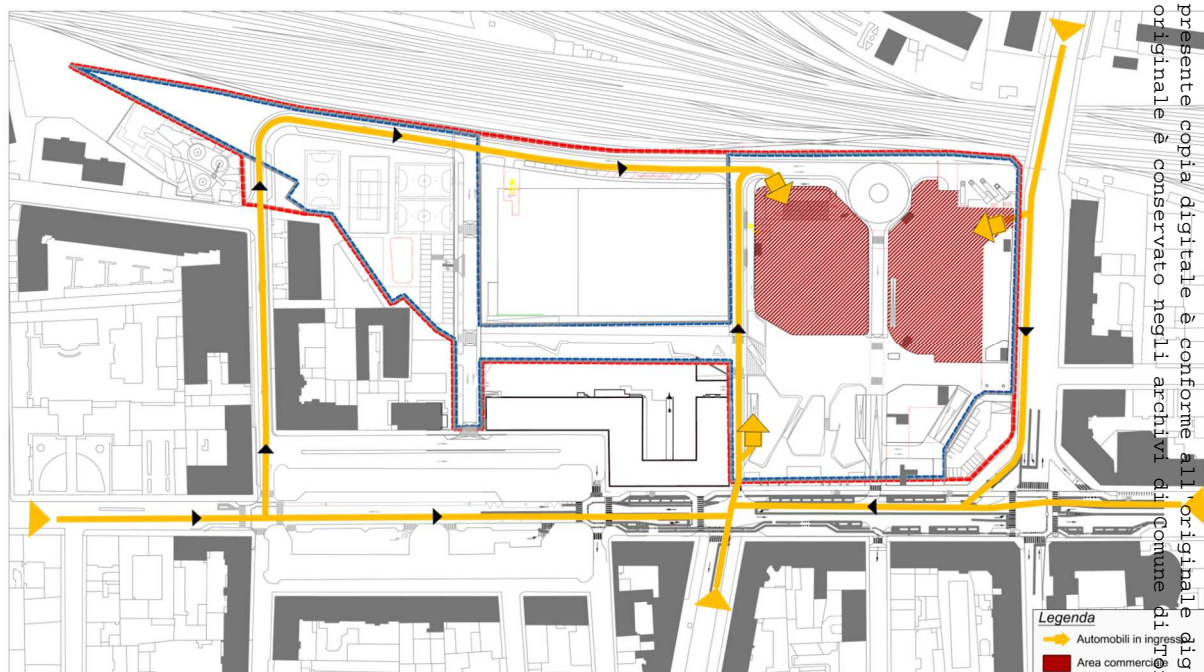 presente copia digitale è conforme all'originale dig
originale è conservato negli archivi di Comune di
Legenda
Automobili in ingresso
Area commerciale